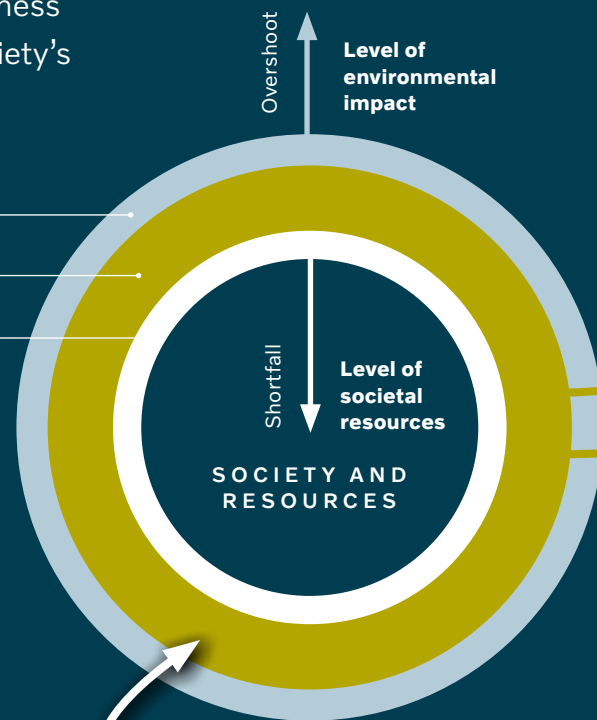 Overshoot
Level of
environmental
impact
Shortfall
Level of
societal
resources
SOCIETY AND
RESOURCES